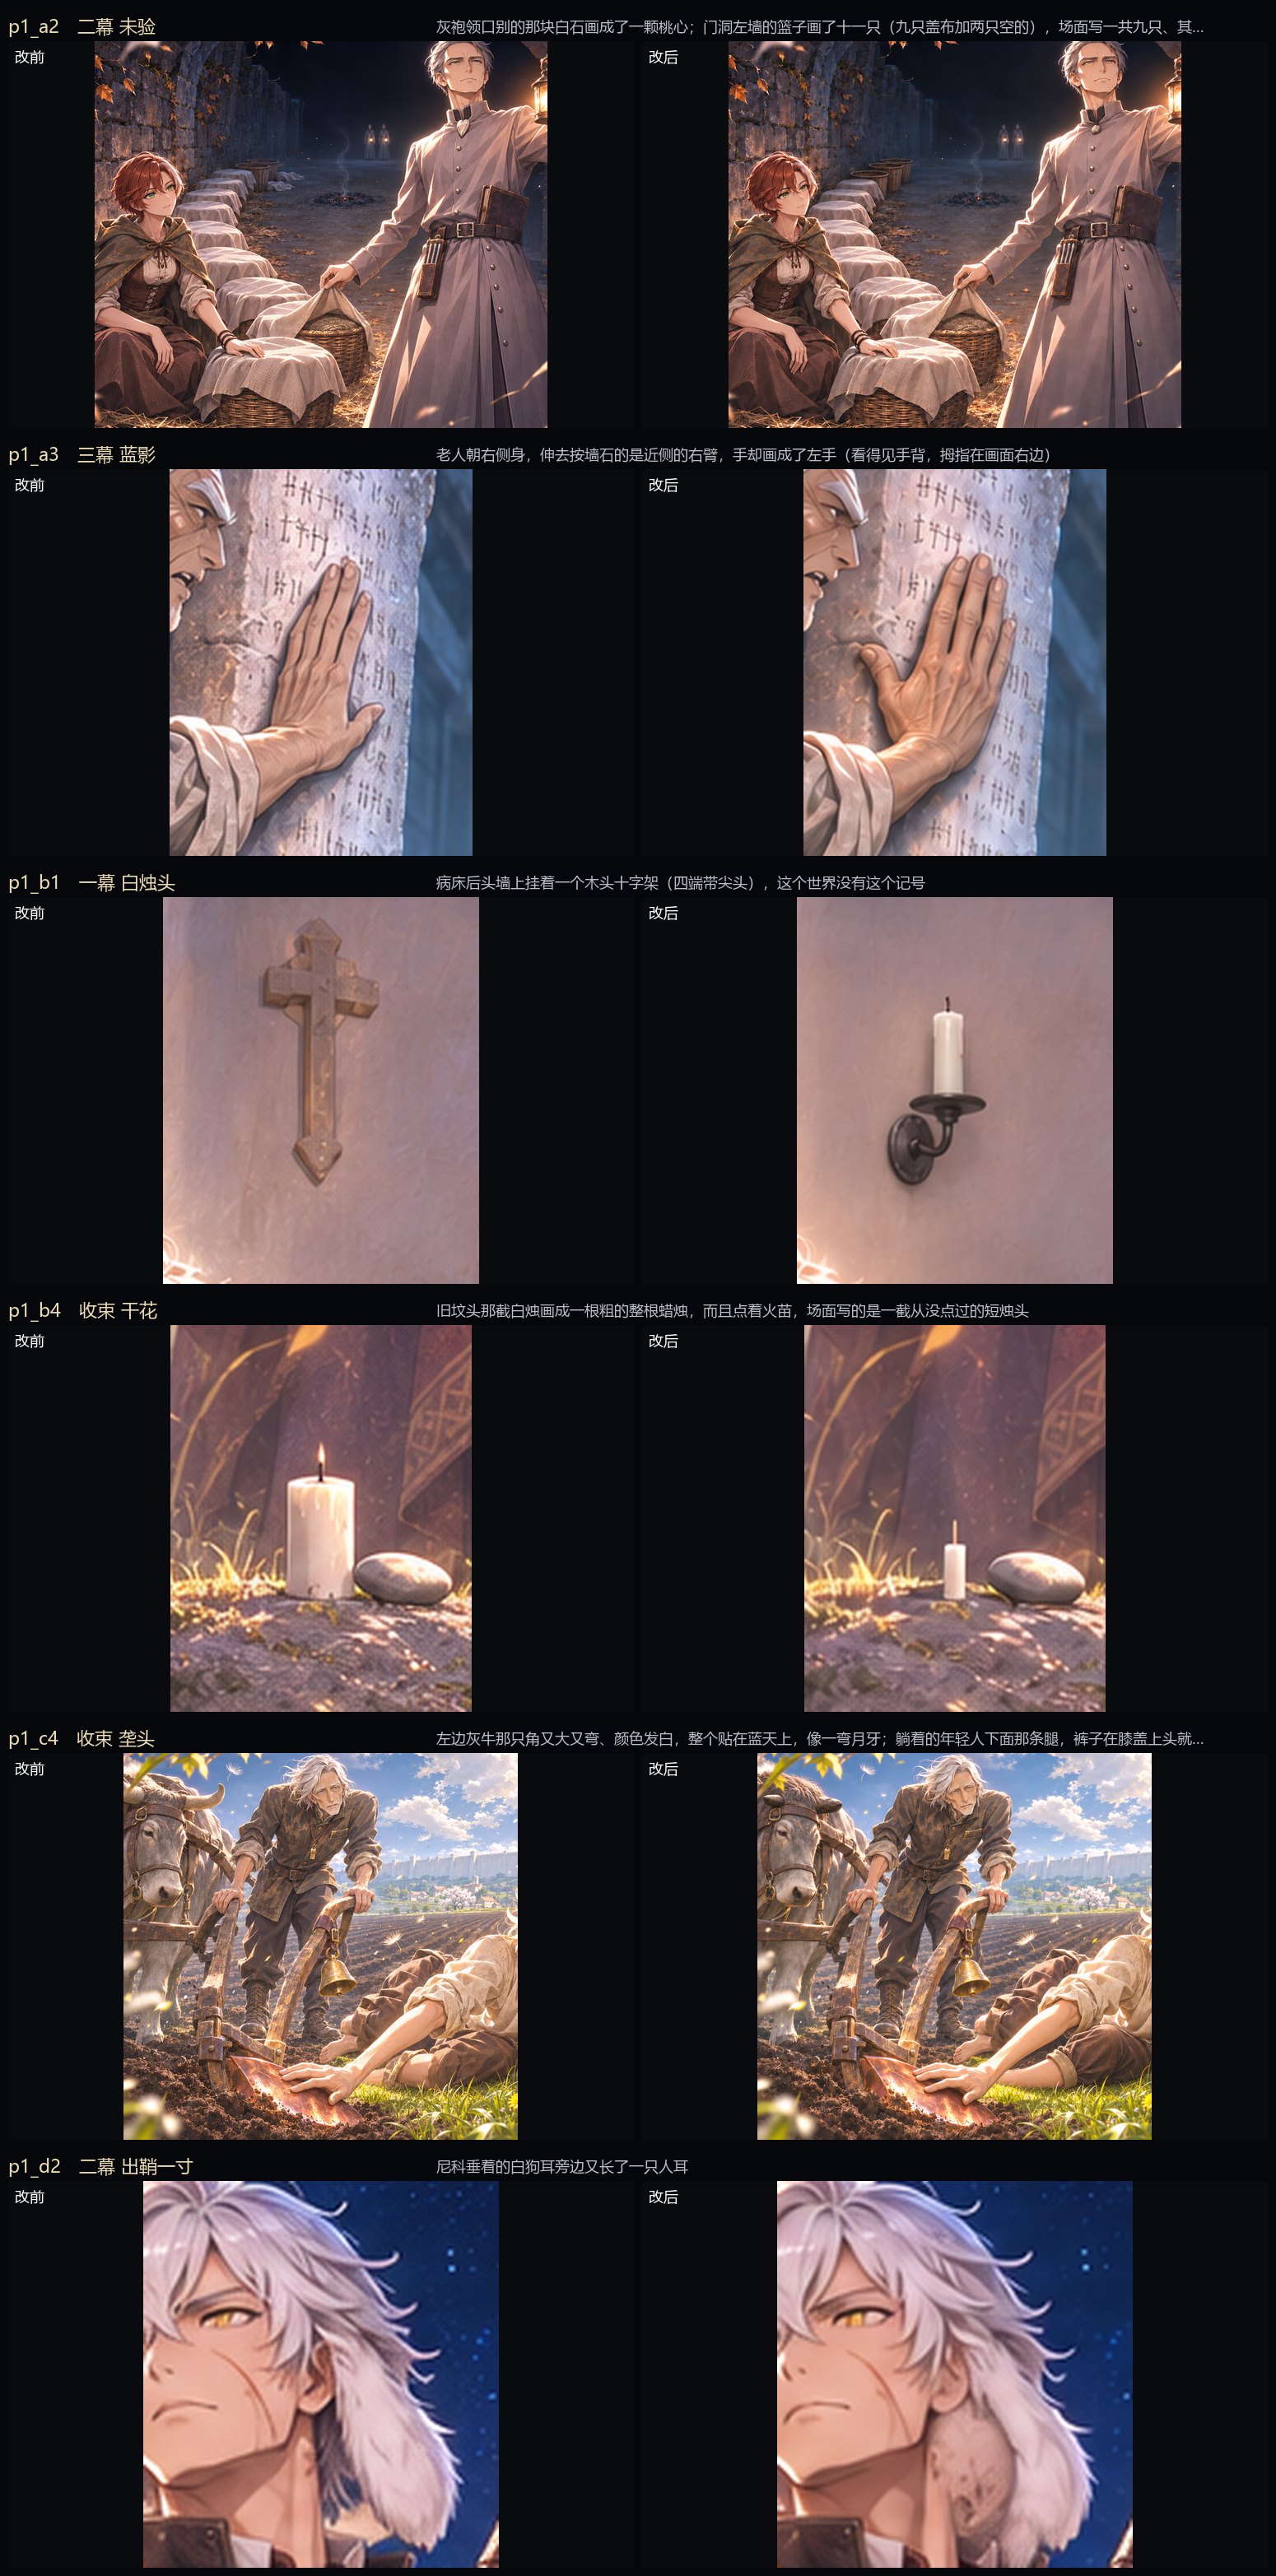 p1_a2 二幕 未验 灰袍领口别的那块白石画成了一颗桃心；门洞左墙的篮子画了十一只（九只盖布加两只空的），场面写一共九只、其...
改前 改后
p1_a3 三幕 蓝影 老人朝右侧身，伸去按墙石的是近侧的右臂，手却画成了左手（看得见手背，拇指在画面右边）
改前 改后
p1_b1 一幕 白烛头 病床后头墙上挂着一个木头十字架（四端带尖头），这个世界没有这个记号
改前 改后
p1_b4 收束 干花 旧坟头那截白烛画成一根粗的整根蜡烛，而且点着火苗，场面写的是一截从没点过的短烛头
改前 改后
p1_c4 收束 垄头 左边灰牛那只角又大又弯、颜色发白，整个贴在蓝天上，像一弯月牙；躺着的年轻人下面那条腿，裤子在膝盖上头就...
改前 改后
p1_d2 二幕 出鞘一寸 尼科垂着的白狗耳旁边又长了一只人耳
改前 改后